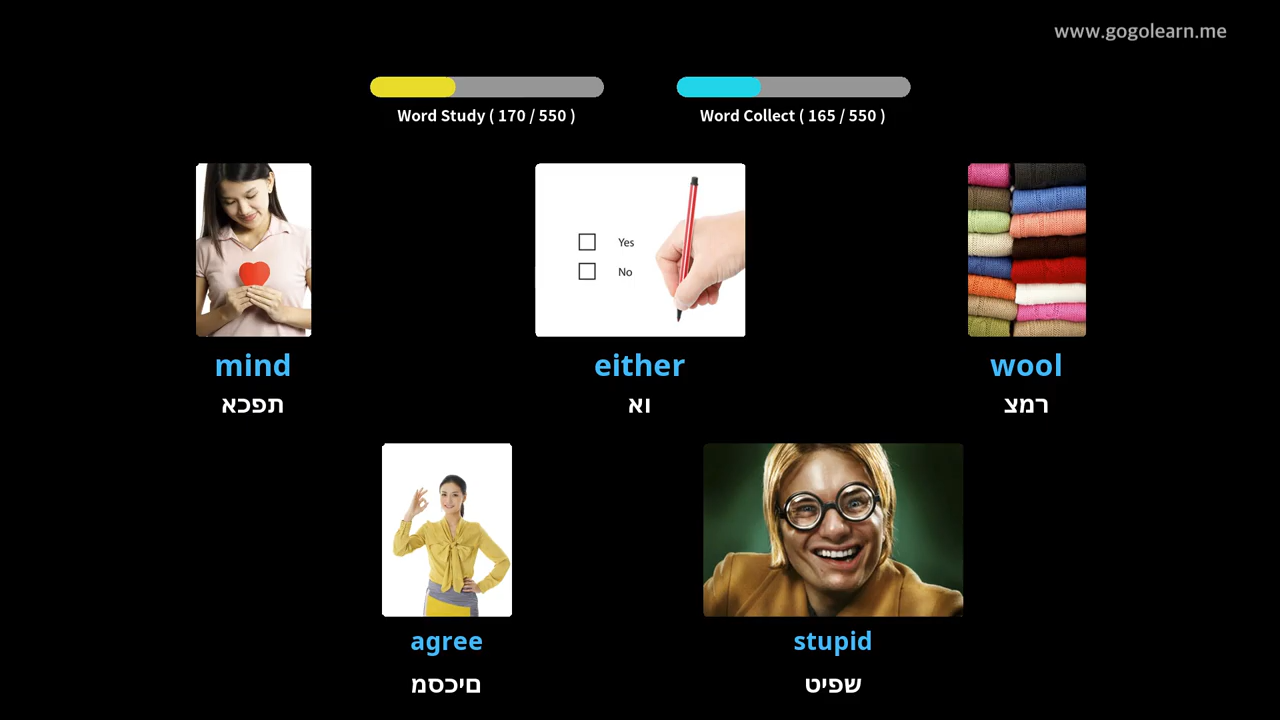 www.gogolearn.me
Word Study ( 170 / 550 )
Word Collect ( 165 / 550 )
Yes
No
mind
either
wool
תפכא
וא
רמצ
agree
stupid
םיכסמ
שפיט